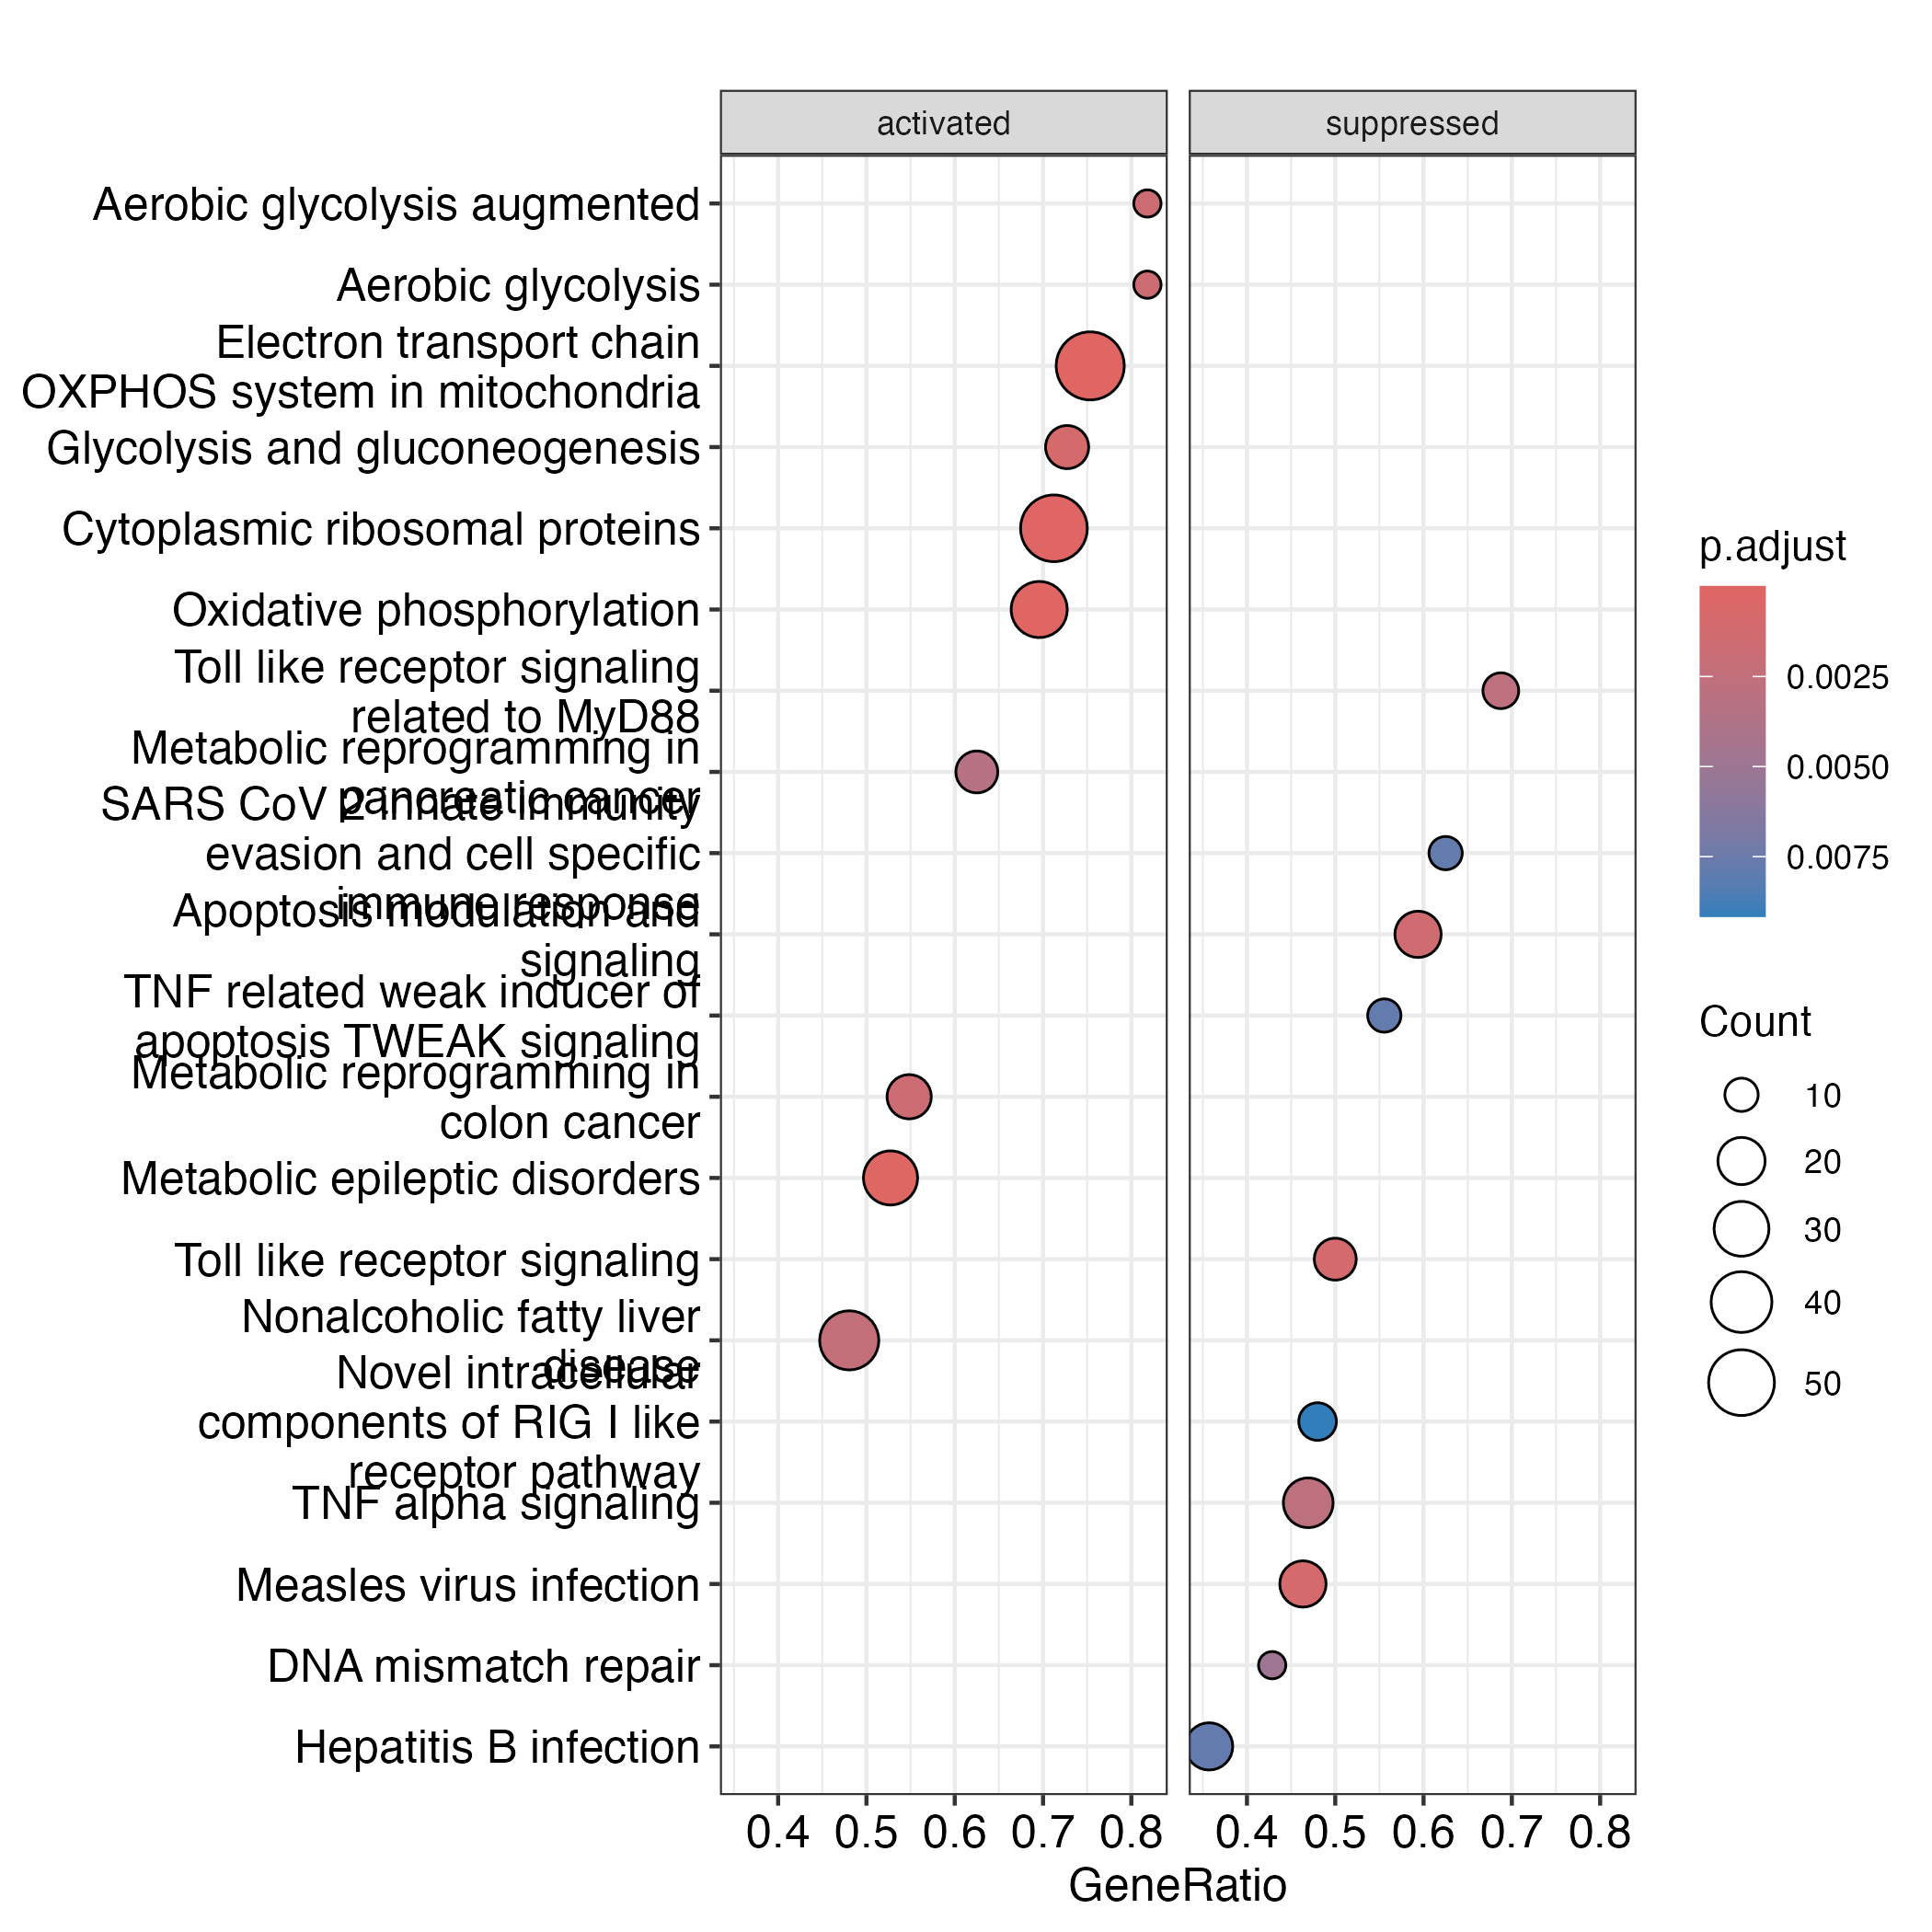 activated
suppressed
Aerobic glycolysis augmented
Aerobic glycolysis
Electron transport chain
OXPHOS system in mitochondria
Glycolysis and gluconeogenesis
Cytoplasmic ribosomal proteins
Oxidative phosphorylation
Toll like receptor signaling
related to MyD88
Metabolic reprogramming in
pancreatic cancer
SARS CoV 2 innate immunity
evasion and cell specific
immune response
Apoptosis modulation and
signaling
TNF related weak inducer of
apoptosis TWEAK signaling
Metabolic reprogramming in
colon cancer
Metabolic epileptic disorders
Toll like receptor signaling
Nonalcoholic fatty liver
disease
Novel intracellular
components of RIG I like
receptor pathway
TNF alpha signaling
Measles virus infection
DNA mismatch repair
Hepatitis B infection
0.4 0.5 0.6 0.7 0.8
0.4 0.5 0.6 0.7 0.8
GeneRatio
p.adjust
0.0025
0.0050
0.0075
Count
10
20
30
40
50